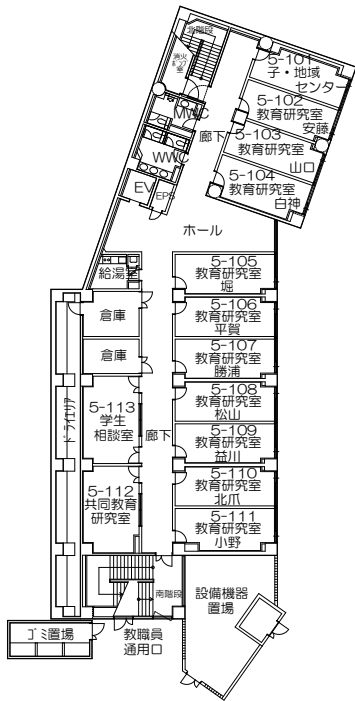 北階段
消火
ポンプ
室
5-101
子・地域
センター
5-102
教育研究室
安藤
MWC
廊下
5-103
教育研究室
山口
WWC
5-104
教育研究室
白神
EV
EPS
ホール
給湯室
5-105
教育研究室
堀
倉庫
5-106
教育研究室
平賀
倉庫
5-107
教育研究室
勝浦
ドライエリア
5-113
学生
相談室
廊下
5-108
教育研究室
松山
5-109
教育研究室
益川
5-112
共同教育
研究室
5-110
教育研究室
北爪
5-111
教育研究室
小野
南階段
設備機器
置場
ゴミ置場
教職員
通用口